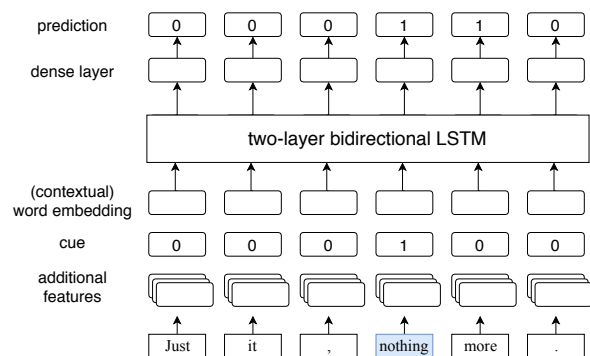 prediction 0 0 0 1 1 0
dense layer
two-layer bidirectional LSTM
(contextual)
word embedding
cue 0 0 0 1 0 0
additional
features
Just it , nothing more .